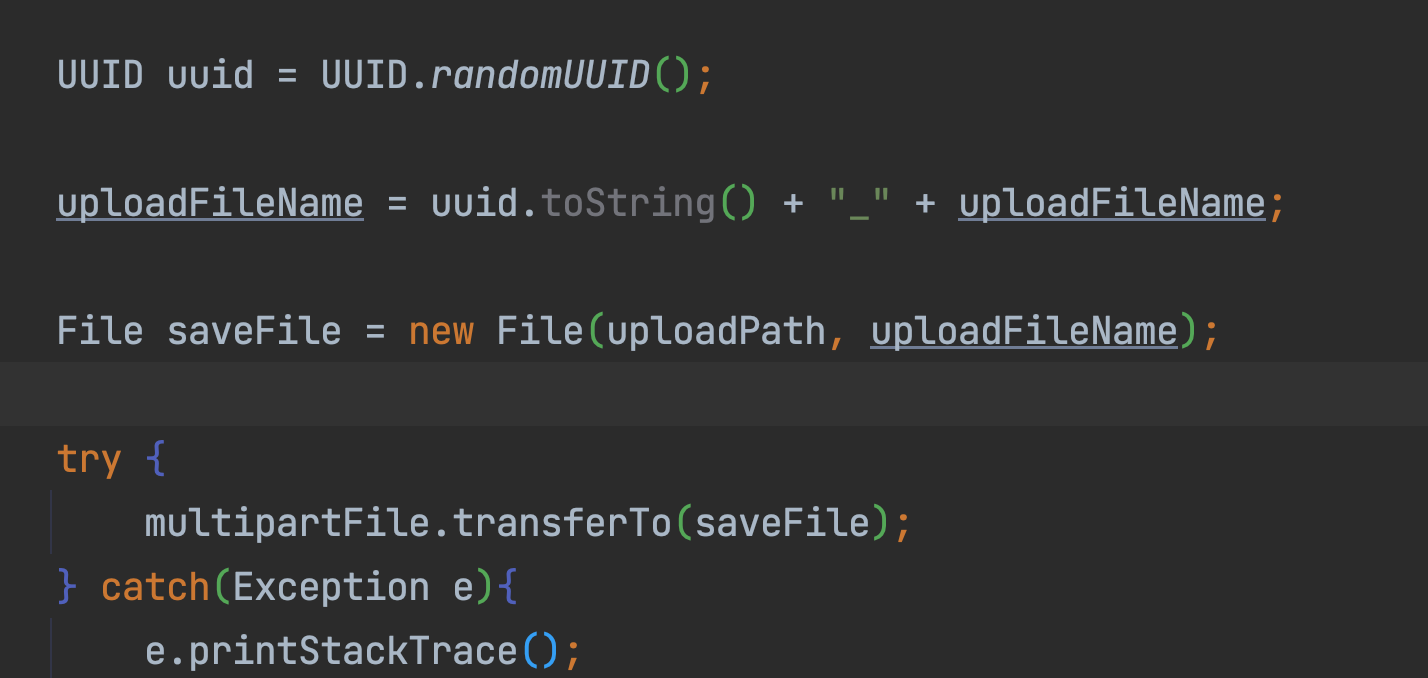 UUID uuid = UUID.randomUUID();
uploadFileName = uuid.toString() + "_" + uploadFileName;
File saveFile = new File(uploadPath, uploadFileName);
try {
    multipartFile.transferTo(saveFile);
} catch(Exception e){
    e.printStackTrace();